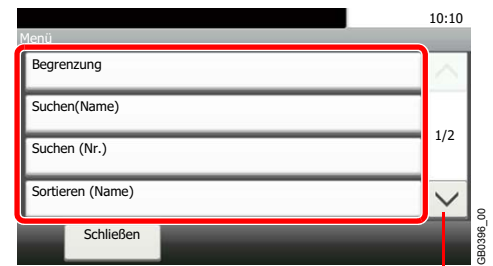 10:10
Menü
Begrenzung
Suchen(Name)
Suchen (Nr.)
1/2
Sortieren (Name)
Schließen
GB0396_00